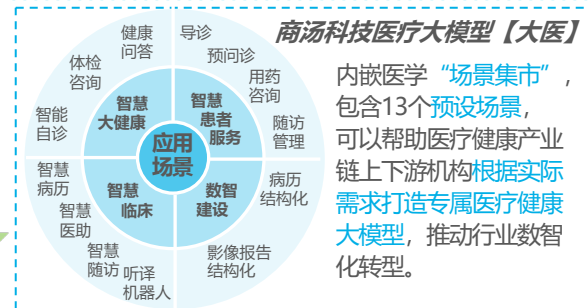 商汤科技医疗大模型【大医】
内嵌医学“场景集市”，
包含13个预设场景，
可以帮助医疗健康产业
链上下游机构根据实际
需求打造专属医疗健康
大模型，推动行业数智
化转型。
应用
场景
智慧
大健康
健康
问答
体检
咨询
智能
自诊
智慧
患者
服务
导诊
预问诊
用药
咨询
随访
管理
数智
建设
病历
结构化
影像报告
结构化
智慧
临床
智慧
病历
智慧
医助
智慧
随访
听译
机器人